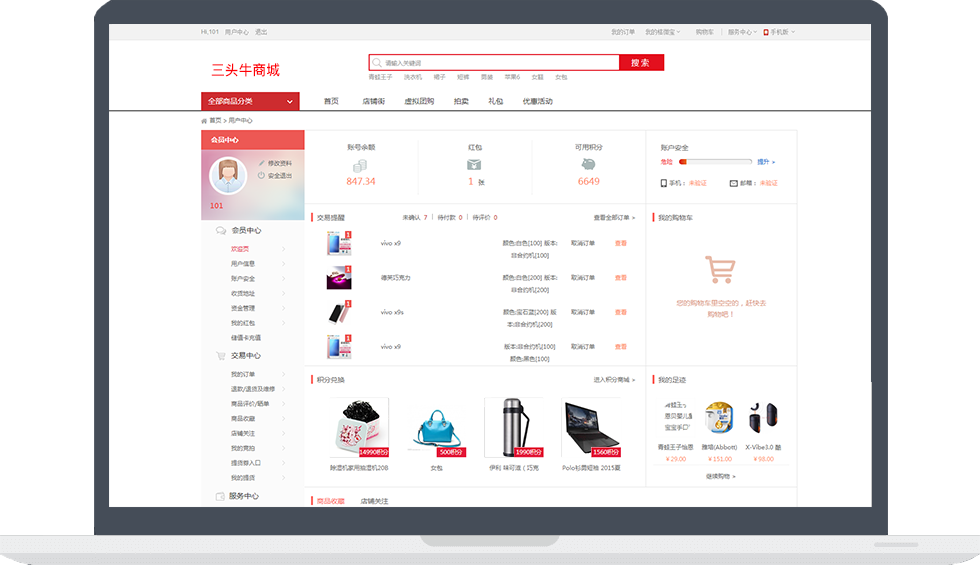 Hi,101 用户中心 退出
我的订单 购物车 服务中心 手机版
三头牛商城
请输入关键词
搜索
青蛙王子 洗衣机 裙子 短裤 面膜 苹果6 女鞋 女包
全部商品分类 首页 店铺街 虚拟团购 拍卖 礼包 优惠活动
首页 > 用户中心
会员中心
修改资料
安全退出
101
会员中心
欢迎页
用户信息
账户安全
收货地址
资金管理
我的红包
储值卡充值
交易中心
我的订单
退款/退货及维修
商品评价/晒单
商品收藏
店铺关注
我的竞拍
提货券入口
我的提货
服务中心
账号余额
847.34
红包
1 张
可用积分
6649
账户安全
危险 提升 >
手机： 未验证 邮箱： 未验证
交易提醒 未确认 7 待付款 0 待评价 0 查看全部订单 >
1
vivo x9 颜色:白色[100] 版本:非合约机[100] 取消订单 查看
1
德芙巧克力 颜色:白色[200] 版本:非合约机[200] 取消订单 查看
1
vivo x9s 颜色:宝石蓝[200] 版本:非合约机[200] 取消订单 查看
1
vivo x9 版本:非合约机[100] 颜色:黑色[100] 取消订单 查看
我的购物车
您的购物车里空空的，赶快去
购物吧！
积分兑换 进入积分商城 >
14990积分 500积分 1990积分 1560积分
除湿机家用抽湿机20B 女包 伊利 味可滋 ( 巧克 Polo衫男短袖 2015夏
我的足迹
青蛙王子怡恩 雅培(Abbott) X-Vibe3.0 酷
￥29.00 ￥151.00 ￥98.00
继续购物 >
商品收藏 店铺关注